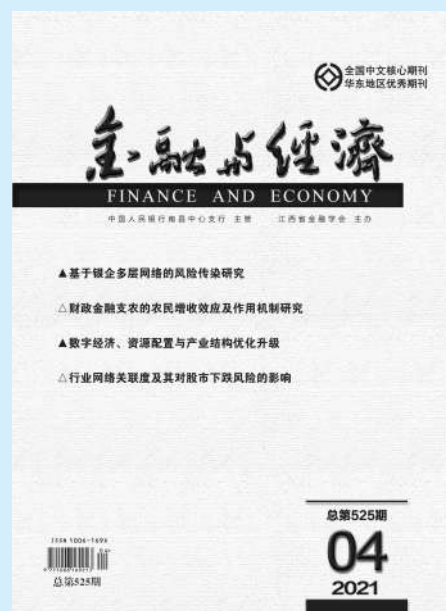 全国中文核心期刊
华东地区优秀期刊
金融与经濟
FINANCE AND ECONOMY
中国人民银行南昌中心支行 主管 江西省金融学会 主办
▲基于银企多层网络的风险传染研究
△财政金融支农的农民增收效应及作用机制研究
▲数字经济、资源配置与产业结构优化升级
△行业网络关联度及其对股市下跌风险的影响
ISSN 1006-169X
04
总第525期
总第525期
04
2021